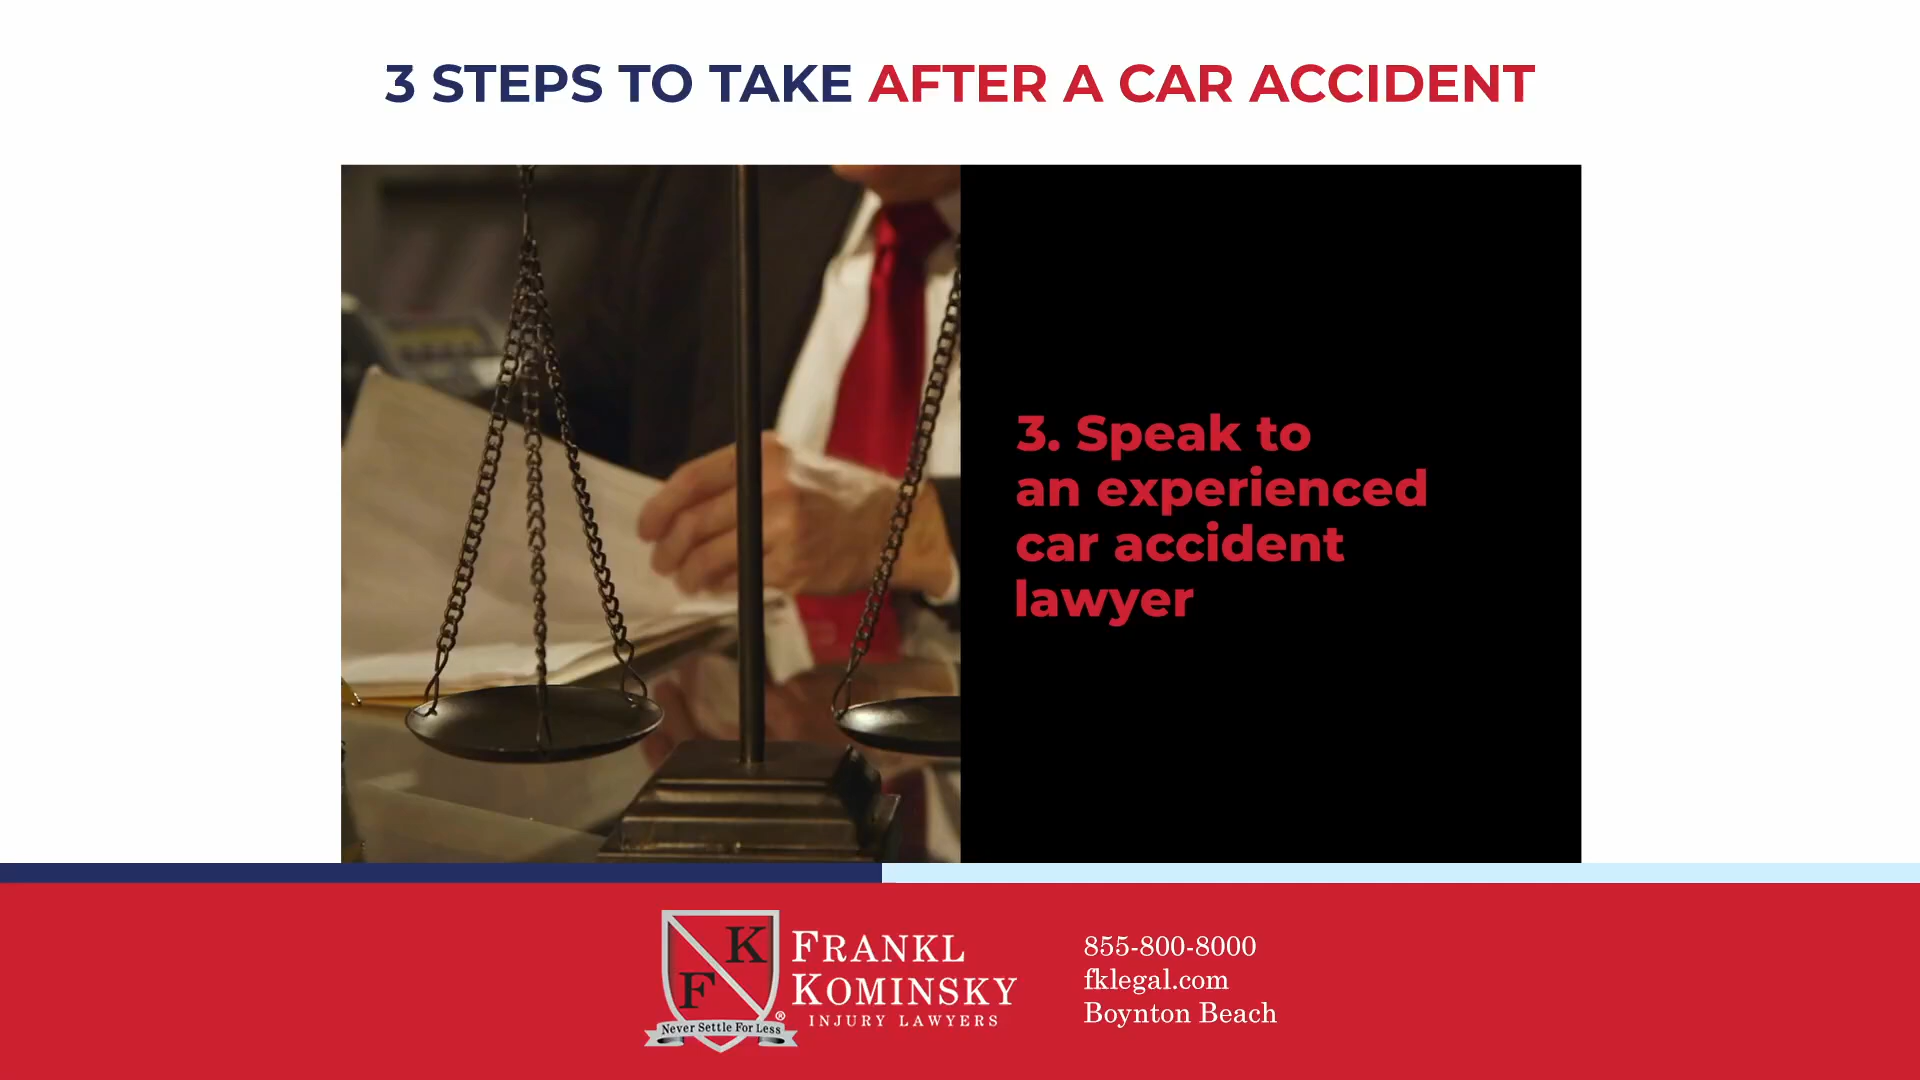 3 STEPS TO TAKE AFTER A CAR ACCIDENT
3. Speak to
an experienced
car accident
lawyer
F K
Never Settle For Less
®
FRANKL
KOMINSKY
INJURY LAWYERS
855-800-8000
fklegal.com
Boynton Beach